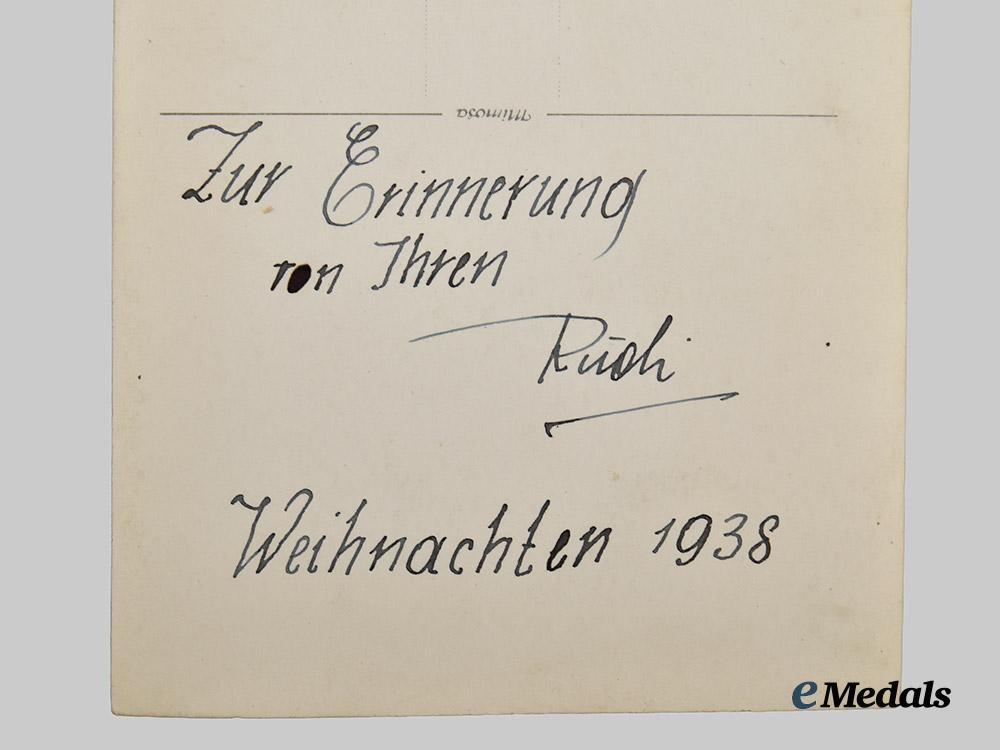 Mimosa
Zur Erinnerung
von Ihren
Rudi
Weihnachten 1938
eMedals